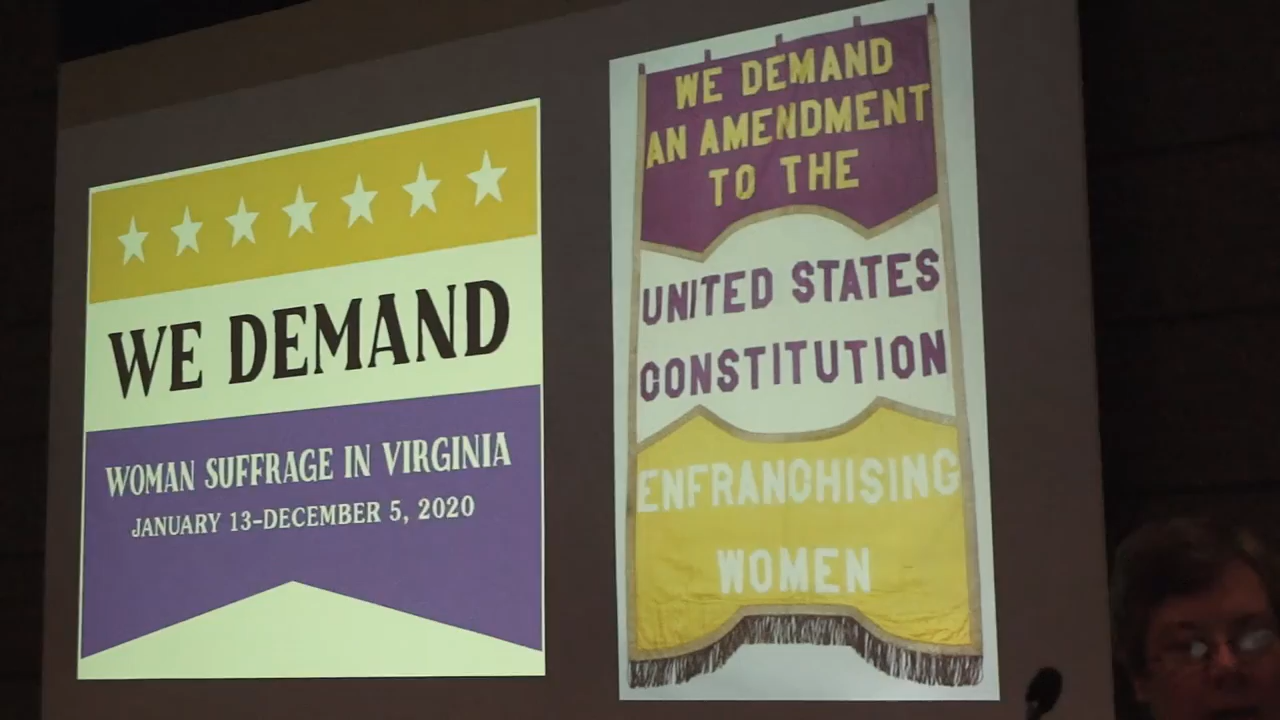 WE DEMAND
WOMAN SUFFRAGE IN VIRGINIA
JANUARY 13–DECEMBER 5, 2020
WE DEMAND
AN AMENDMENT
TO THE
UNITED STATES
CONSTITUTION
ENFRANCHISING
WOMEN